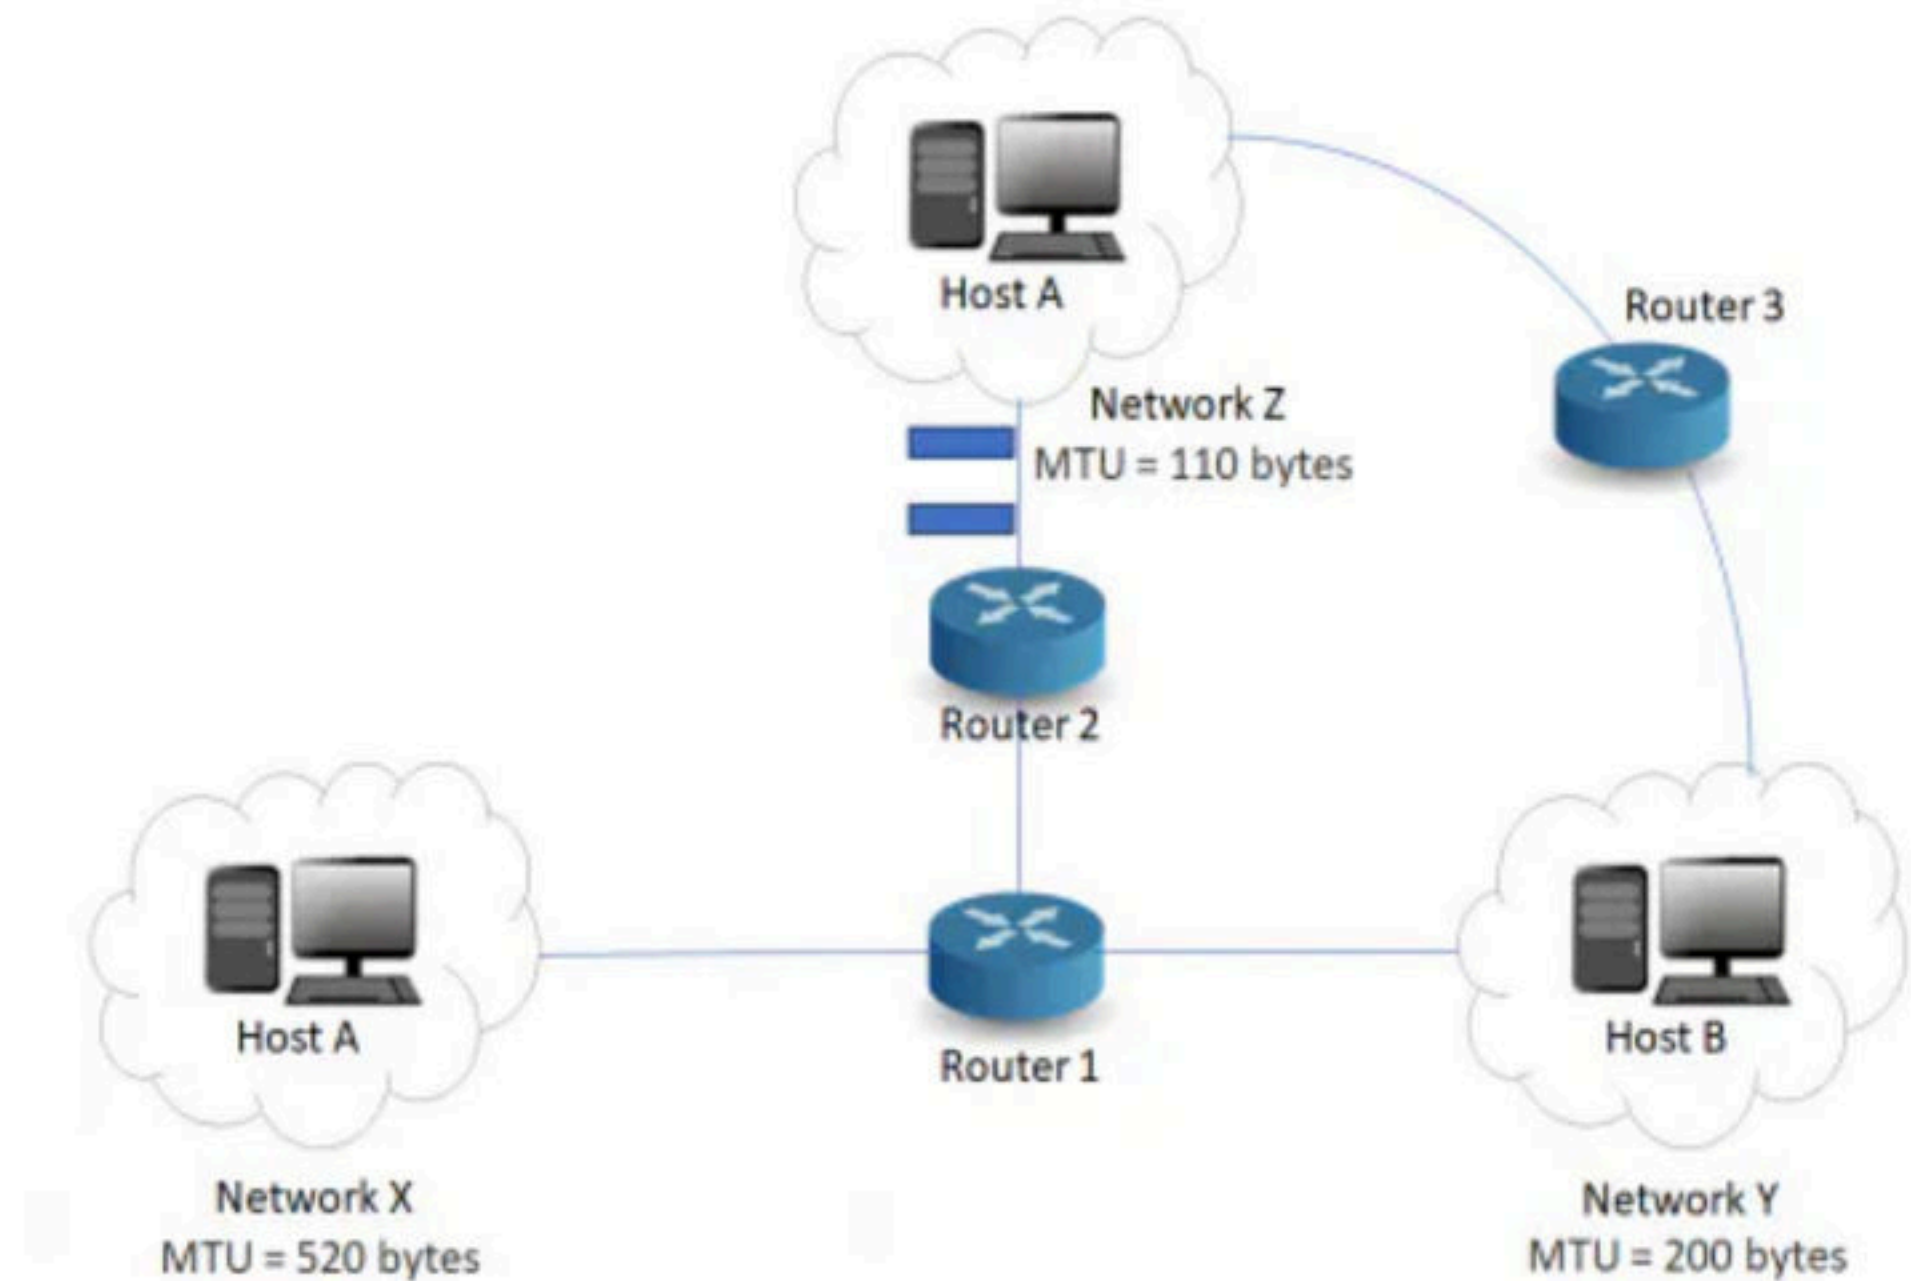 Host A
Router 3
Network Z
MTU = 110 bytes
Router 2
Host A
Router 1
Host B
Network X
MTU = 520 bytes
Network Y
MTU = 200 bytes